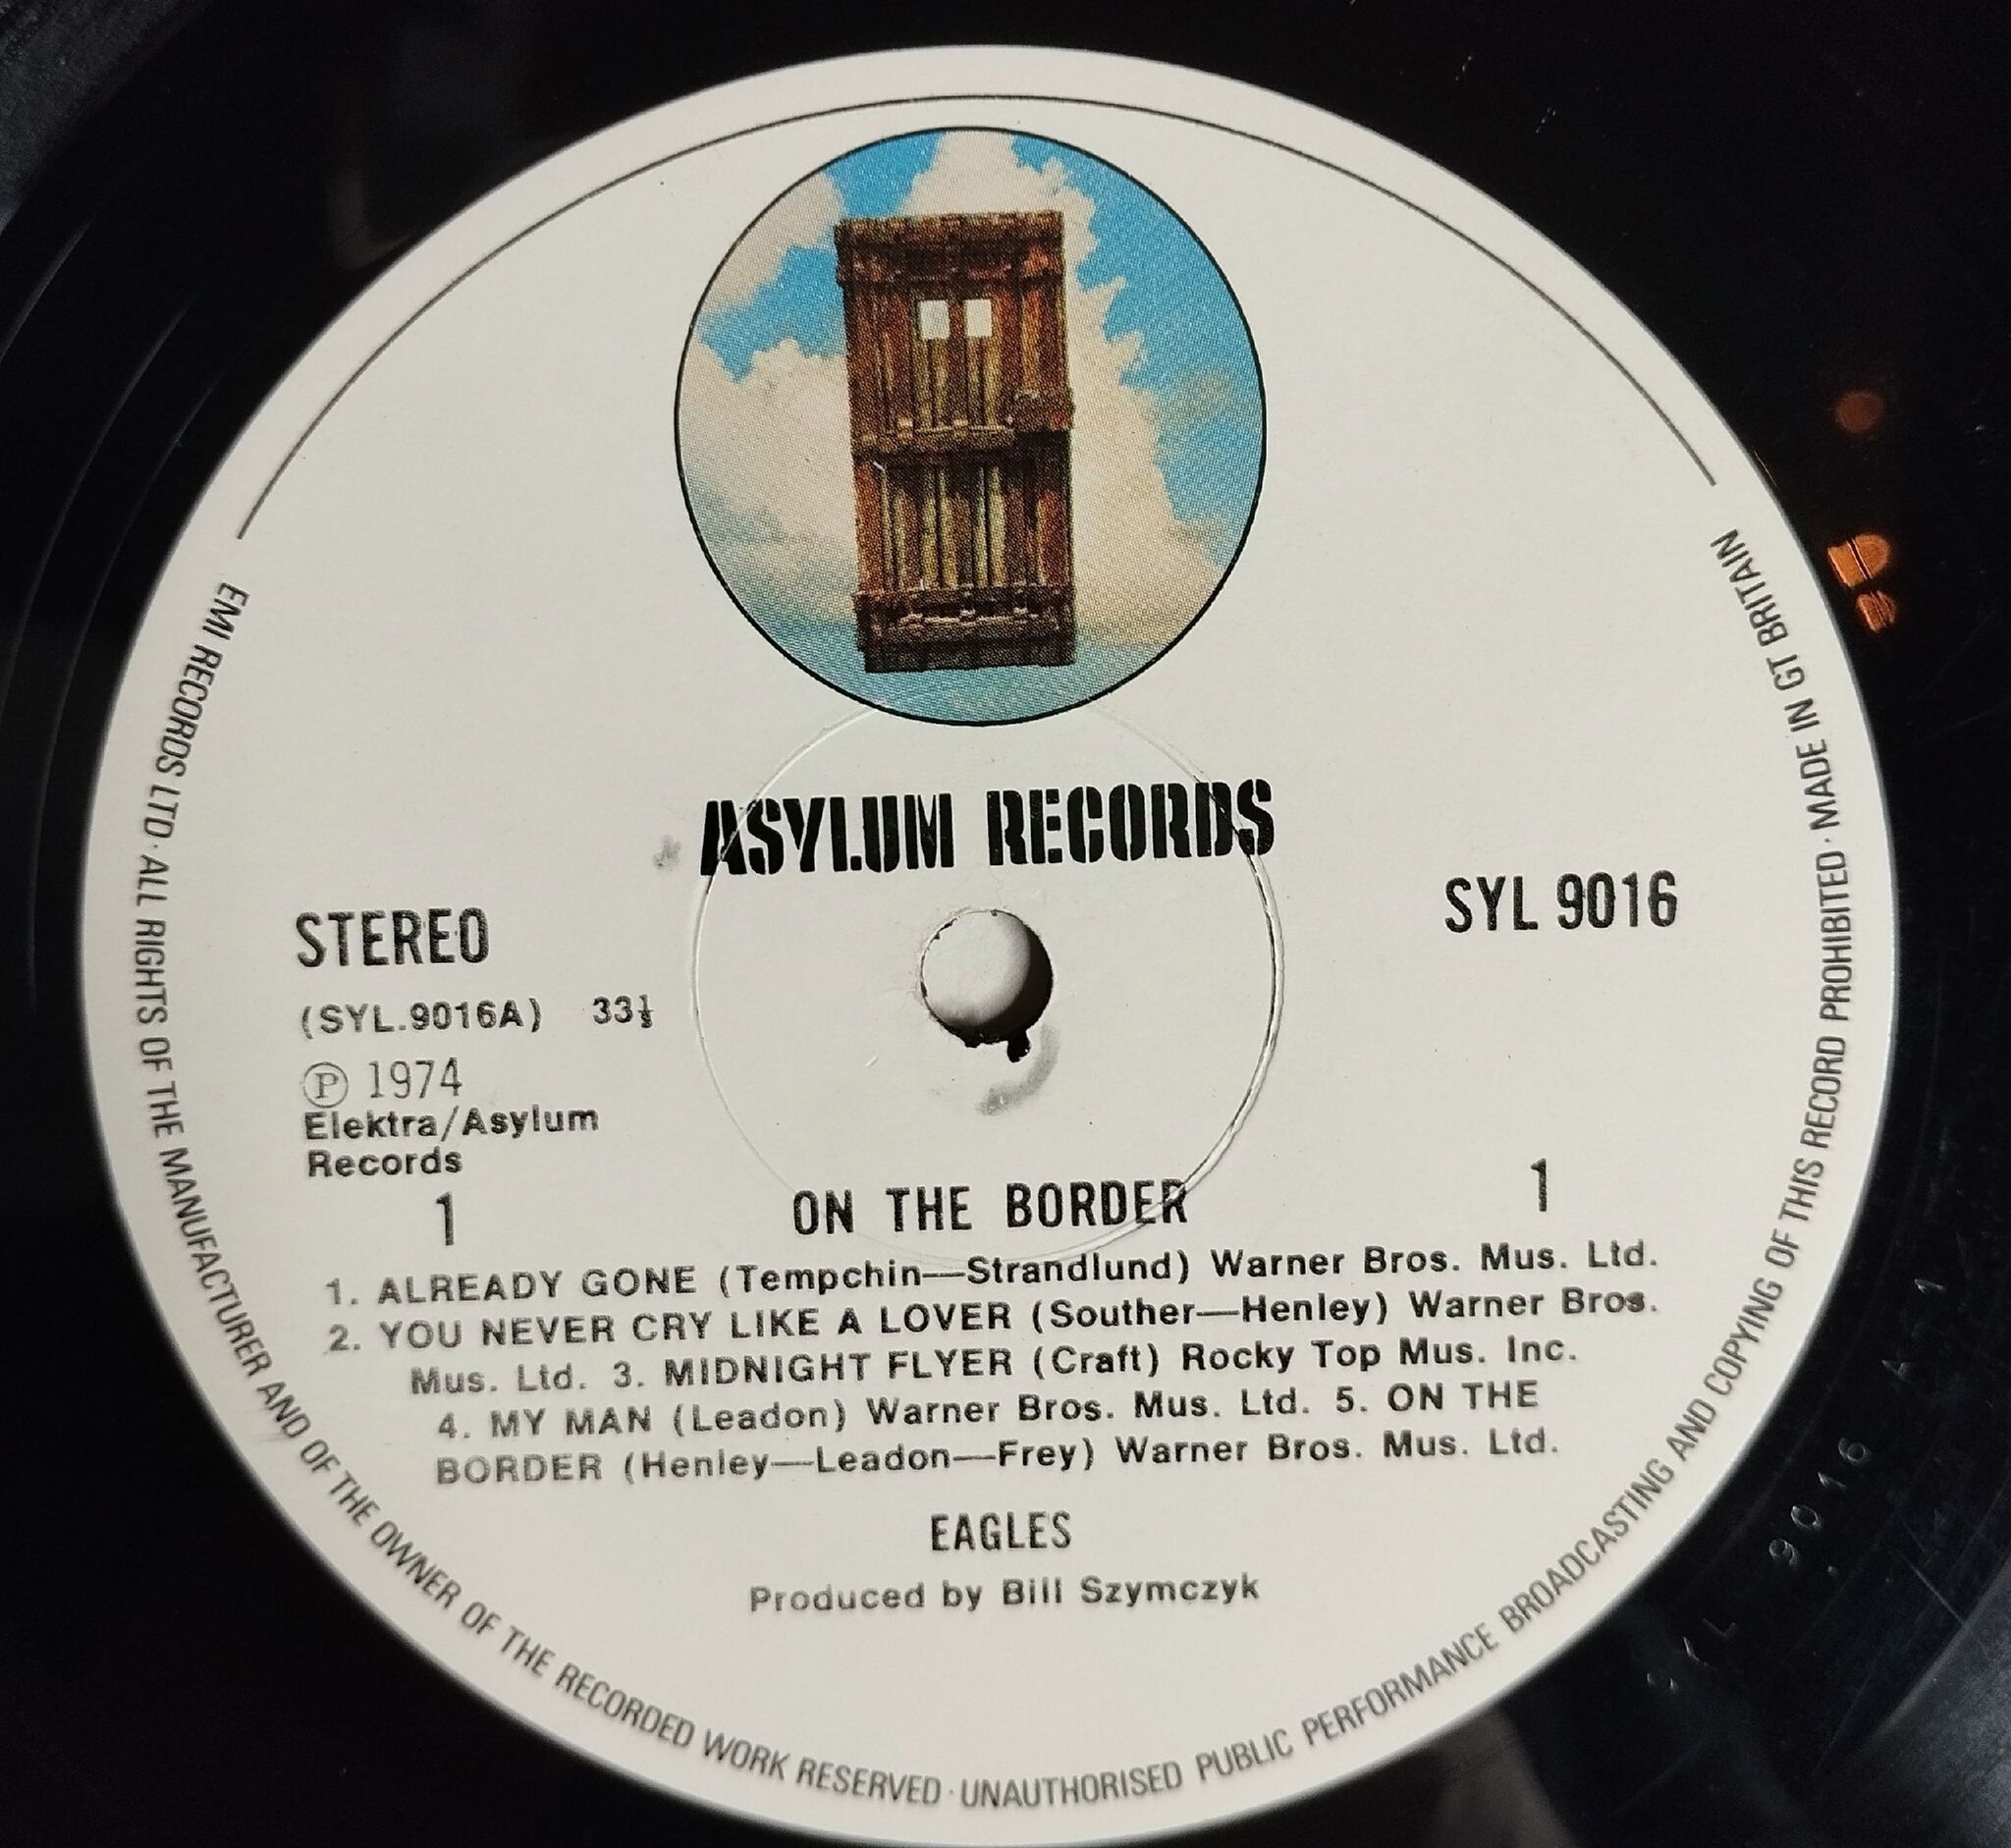 ASYLUM RECORDS
STEREO
SYL 9016
(SYL.9016A) 33⅓
Ⓟ 1974
Elektra/Asylum
Records
1 ON THE BORDER 1
1. ALREADY GONE (Tempchin—Strandlund) Warner Bros. Mus. Ltd.
2. YOU NEVER CRY LIKE A LOVER (Souther—Henley) Warner Bros.
Mus. Ltd. 3. MIDNIGHT FLYER (Craft) Rocky Top Mus. Inc.
4. MY MAN (Leadon) Warner Bros. Mus. Ltd. 5. ON THE
BORDER (Henley—Leadon—Frey) Warner Bros. Mus. Ltd.
EAGLES
Produced by Bill Szymczyk
EMI RECORDS LTD · ALL RIGHTS OF THE MANUFACTURER AND OF THE OWNER OF THE RECORDED WORK RESERVED · UNAUTHORISED PUBLIC PERFORMANCE BROADCASTING AND COPYING OF THIS RECORD PROHIBITED · MADE IN GT BRITAIN
SYL 9016